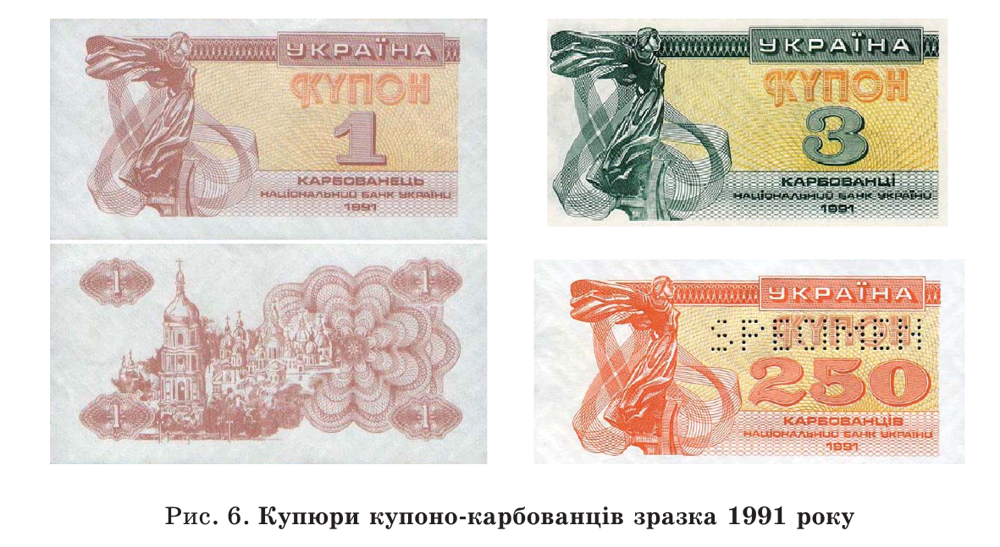 УКРАЇНА
КУПОН
1
КАРБОВАНЕЦЬ
НАЦІОНАЛЬНИЙ БАНК УКРАЇНИ
1991
УКРАЇНА
КУПОН
3
КАРБОВАНЦІ
НАЦІОНАЛЬНИЙ БАНК УКРАЇНИ
1991
1
1
1
1
УКРАЇНА
КУПОН
SPECIMEN
250
КАРБОВАНЦІВ
НАЦІОНАЛЬНИЙ БАНК УКРАЇНИ
1991
Рис. 6. Купюри купоно-карбованців зразка 1991 року